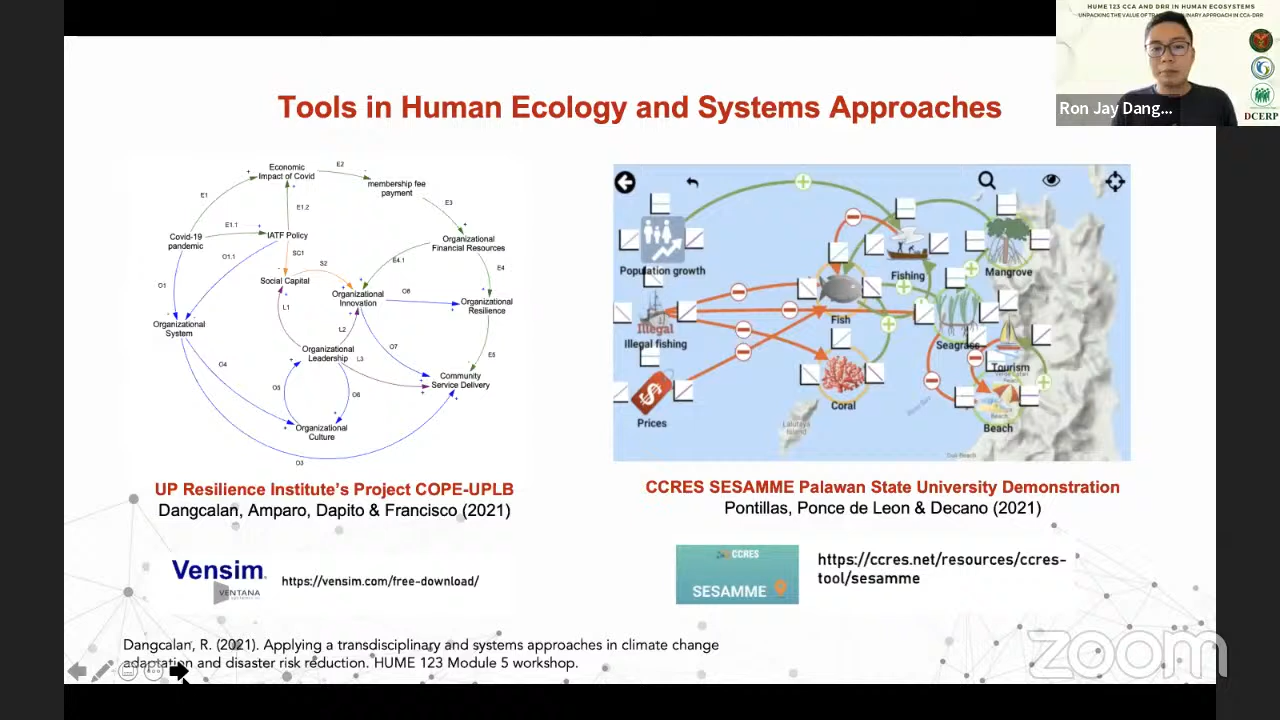 HUME 123 CCA AND DRR IN HUMAN ECOSYSTEMS
Ron Jay Dang...
DCERP
Tools in Human Ecology and Systems Approaches
Economic
Impact of Covid
E2
membership fee
payment
E1
E1.2
E3
Covid-19
pandemic
E1.1
IATF Policy
Organizational
Financial Resources
O1.1
SC1
S2
E4.1
E4
Social Capital
O1
L1
Organizational
Innovation
O8
Organizational
Resilience
Organizational
System
L2
Organizational
Leadership
L3
O7
E5
O4
Community
Service Delivery
O5
O6
Organizational
Culture
O3
Population growth
Fishing
Mangrove
Illegal
Illegal fishing
Fish
Seagrass
Tourism
Prices
Coral
Beach
UP Resilience Institute's Project COPE-UPLB
Dangcalan, Amparo, Dapito & Francisco (2021)
CCRES SESAMME Palawan State University Demonstration
Pontillas, Ponce de Leon & Decano (2021)
Vensim
VENTANA
https://vensim.com/free-download/
CCRES
SESAMME
https://ccres.net/resources/ccres-
tool/sesamme
Dangcalan, R. (2021). Applying a transdisciplinary and systems approaches in climate change
adaptation and disaster risk reduction. HUME 123 Module 5 workshop.
zoom